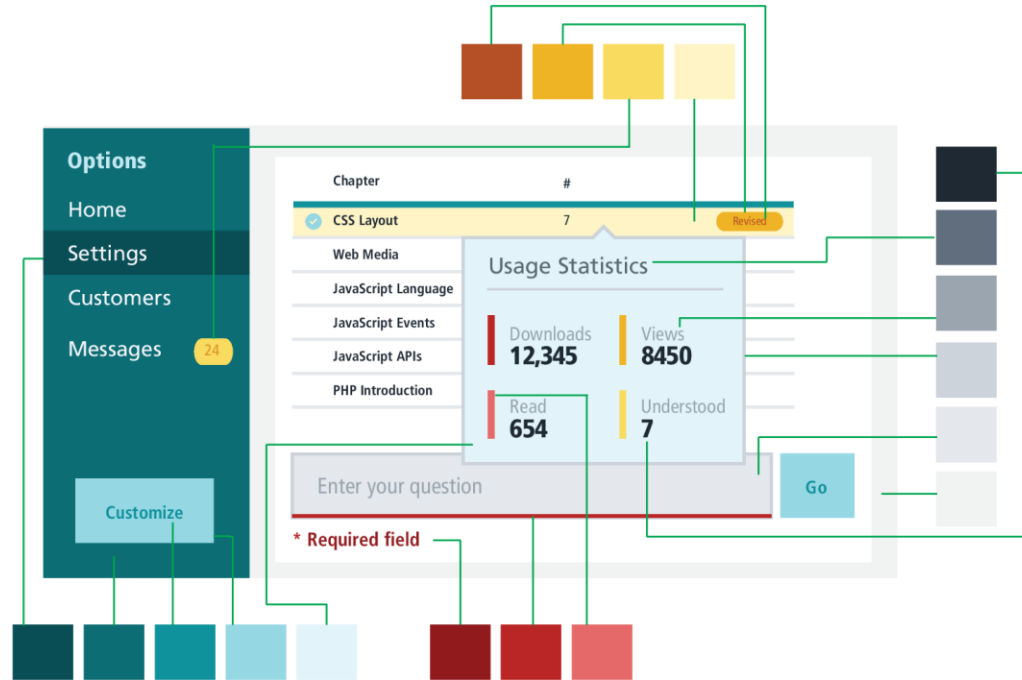 Options
Home
Settings
Customers
Messages 24
Customize
Chapter #
CSS Layout 7 Revised
Web Media
JavaScript Language
JavaScript Events
JavaScript APIs
PHP Introduction
Usage Statistics
Downloads Views
12,345 8450
Read Understood
654 7
Enter your question Go
* Required field